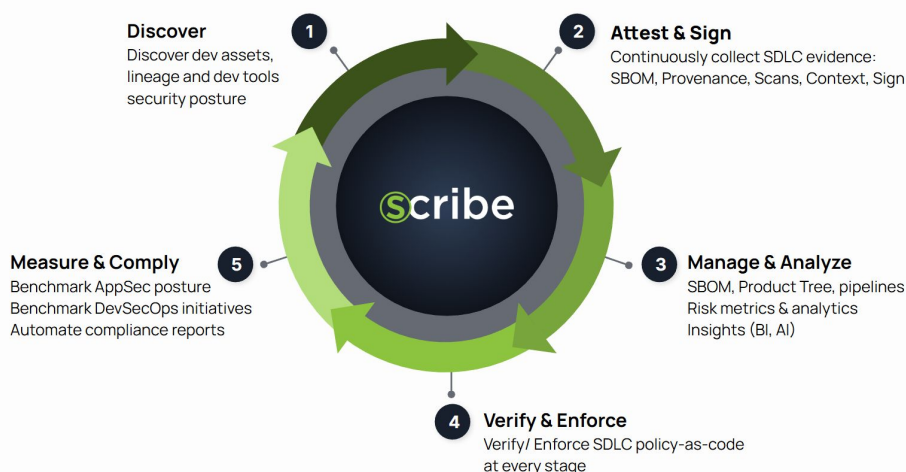 1
Discover
Discover dev assets,
lineage and dev tools
security posture
2
Attest & Sign
Continuously collect SDLC evidence:
SBOM, Provenance, Scans, Context, Sign
scribe
3
Manage & Analyze
SBOM, Product Tree, pipelines
Risk metrics & analytics
Insights (BI, AI)
4
Verify & Enforce
Verify/ Enforce SDLC policy-as-code
at every stage
5
Measure & Comply
Benchmark AppSec posture
Benchmark DevSecOps initiatives
Automate compliance reports